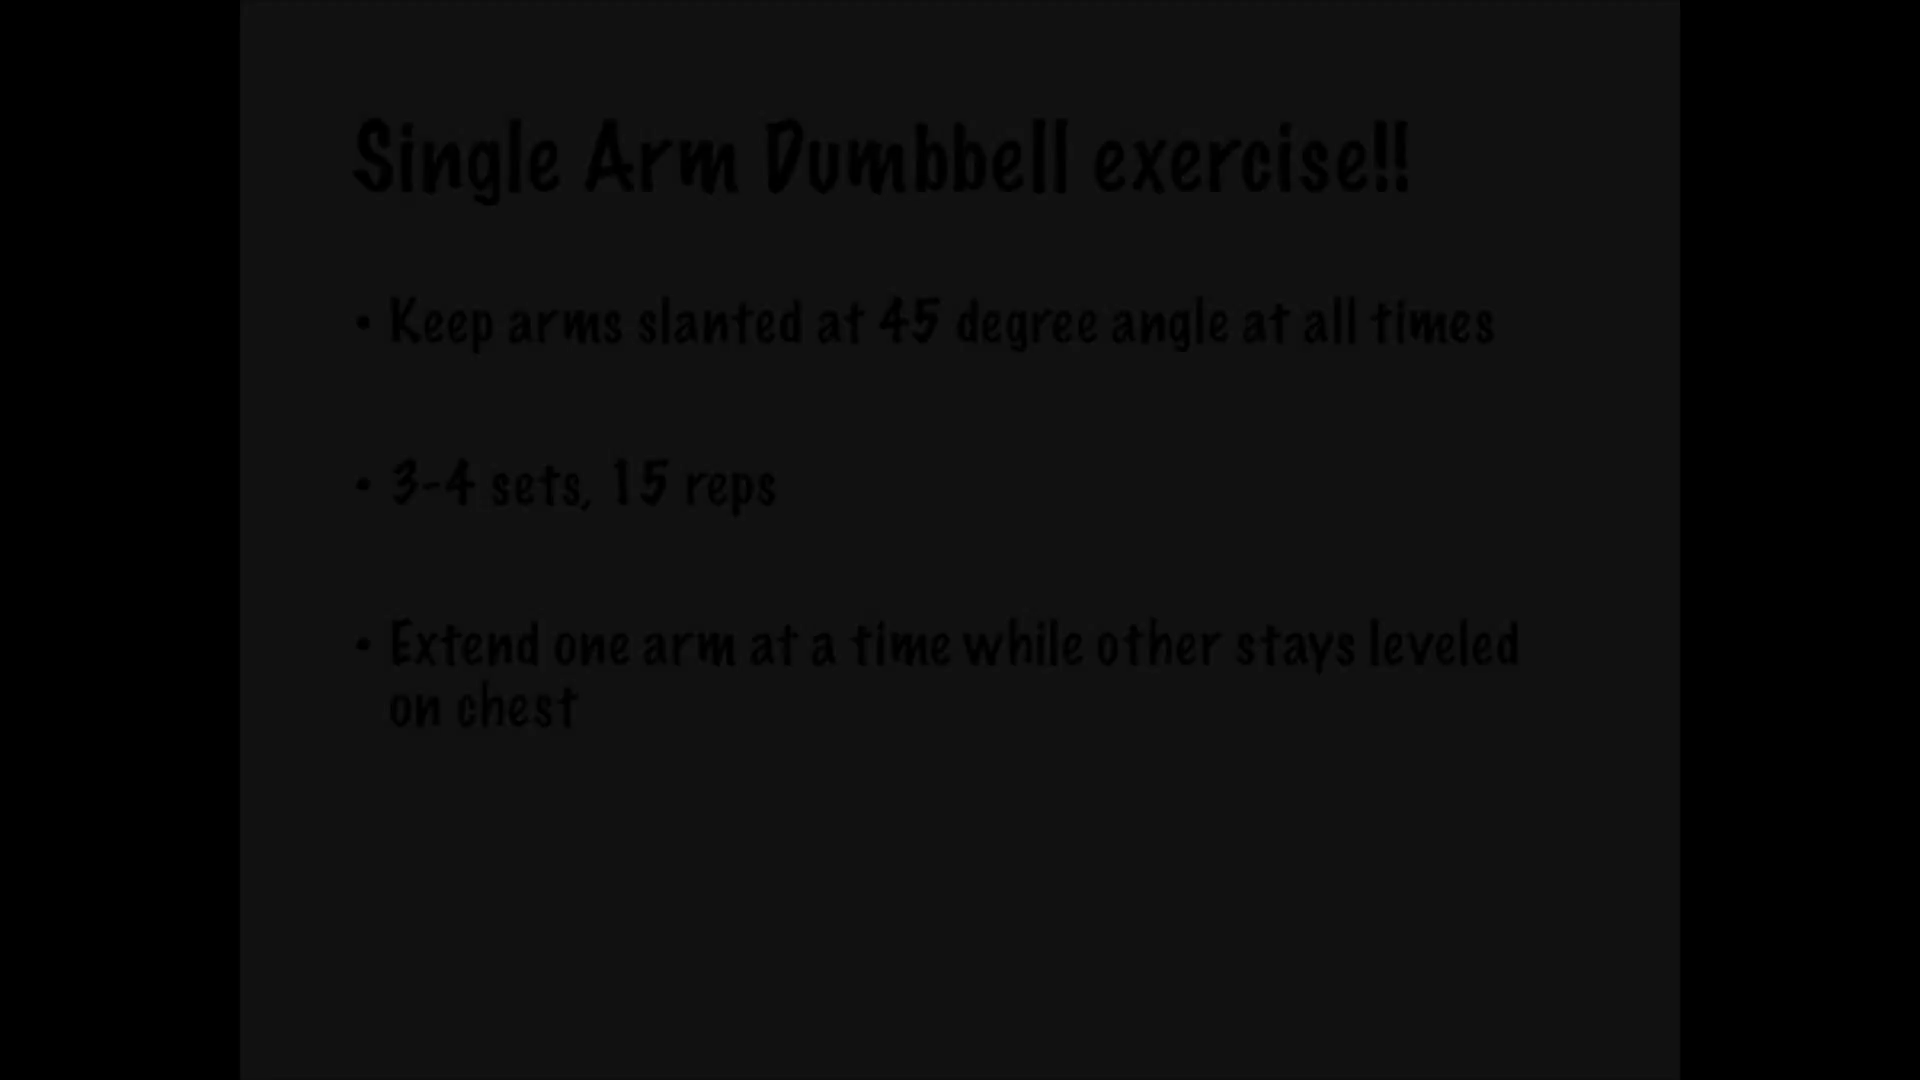 Single Arm Dumbbell exercise!!
• Keep arms slanted at 45 degree angle at all times
• 3-4 sets, 15 reps
• Extend one arm at a time while other stays leveled
on chest